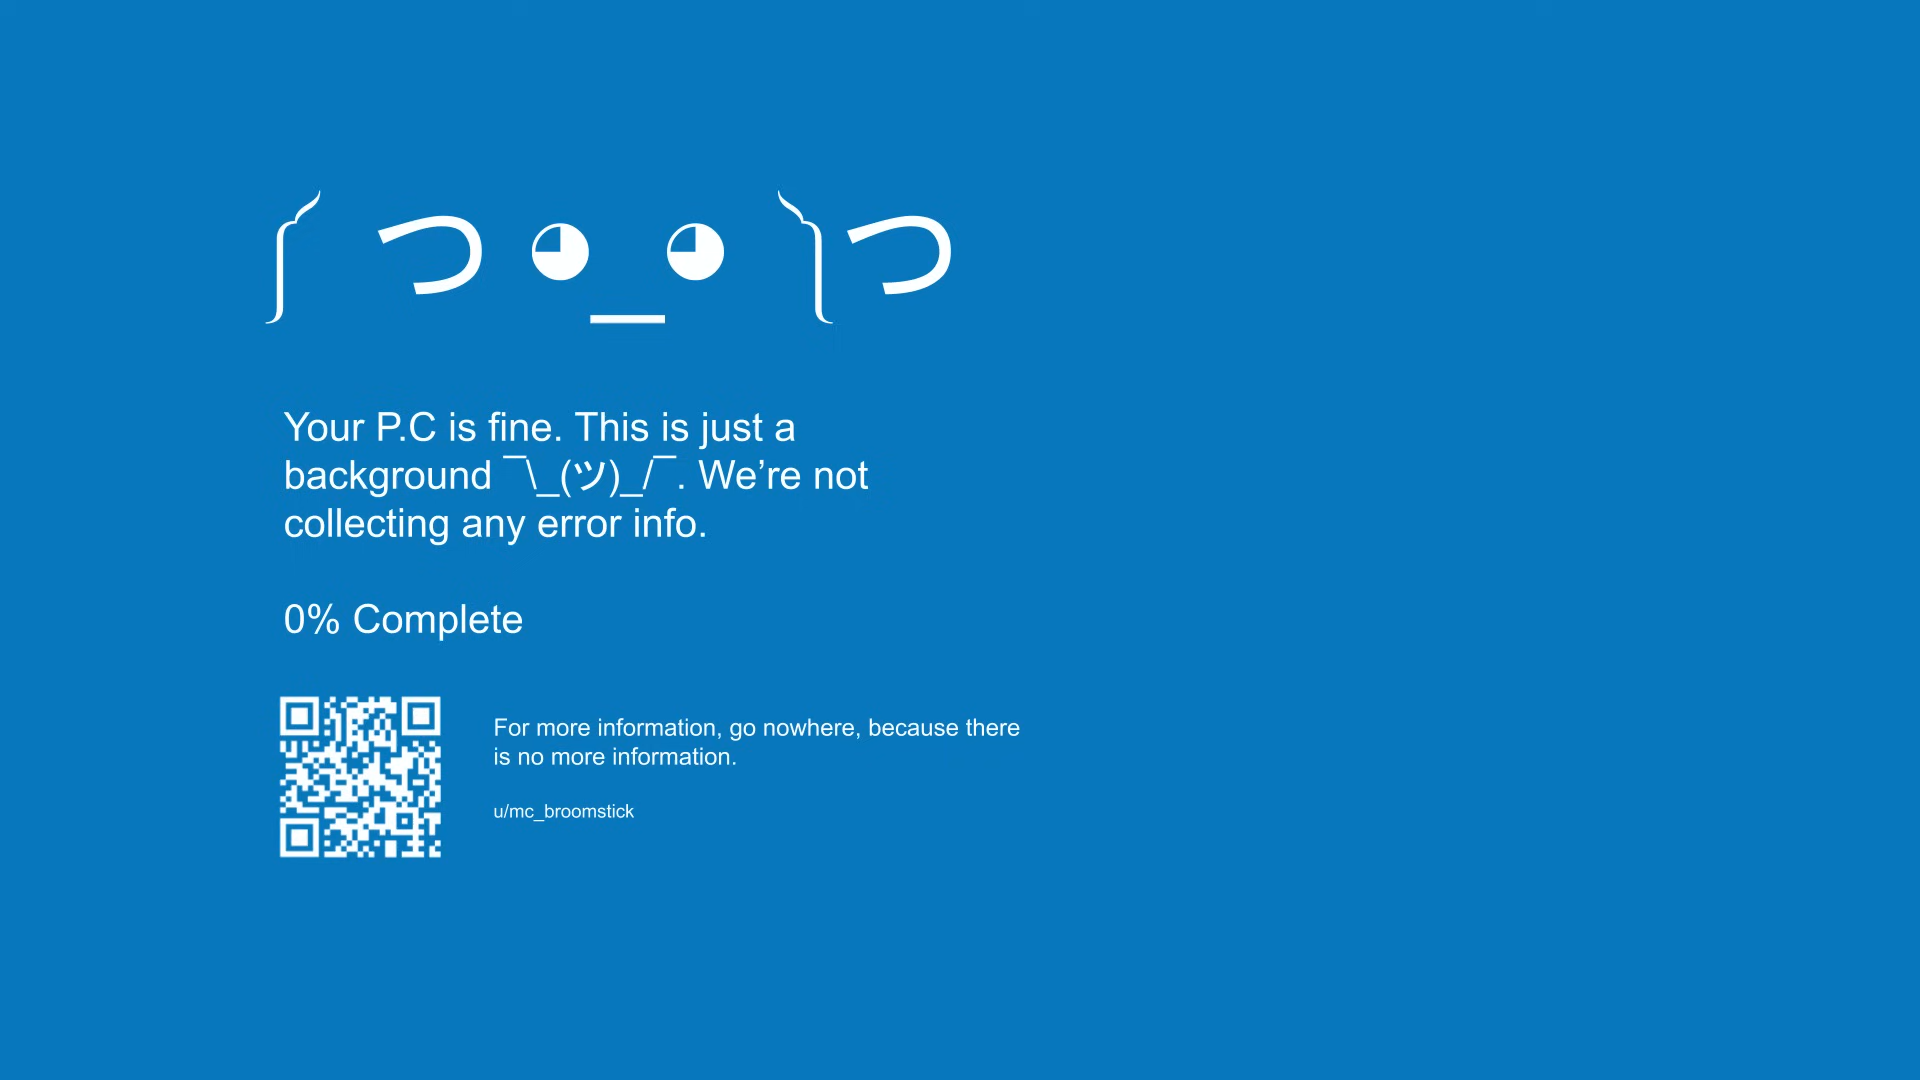 ༼ つ ◕_◕ ༽つ
Your P.C is fine. This is just a
background ¯\_(ツ)_/¯. We’re not
collecting any error info.
0% Complete
For more information, go nowhere, because there
is no more information.
u/mc_broomstick